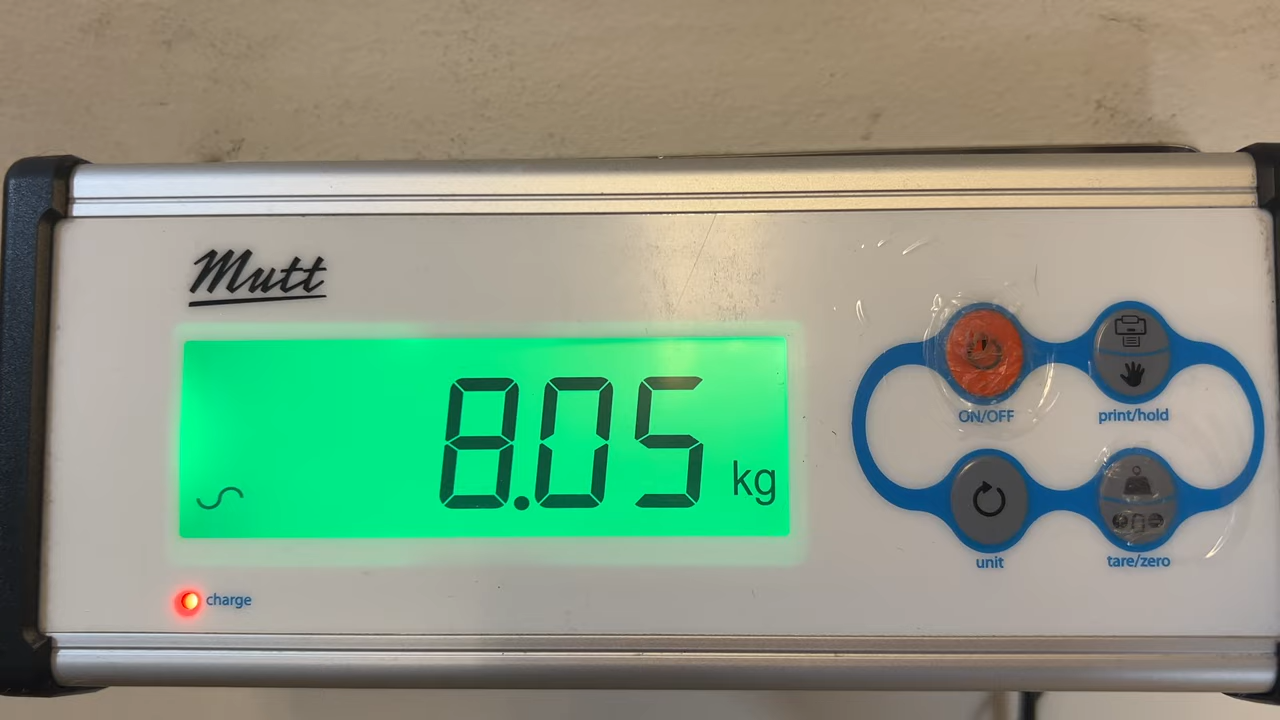 Mutt
8.05 kg
ON/OFF
print/hold
unit
tare/zero
charge